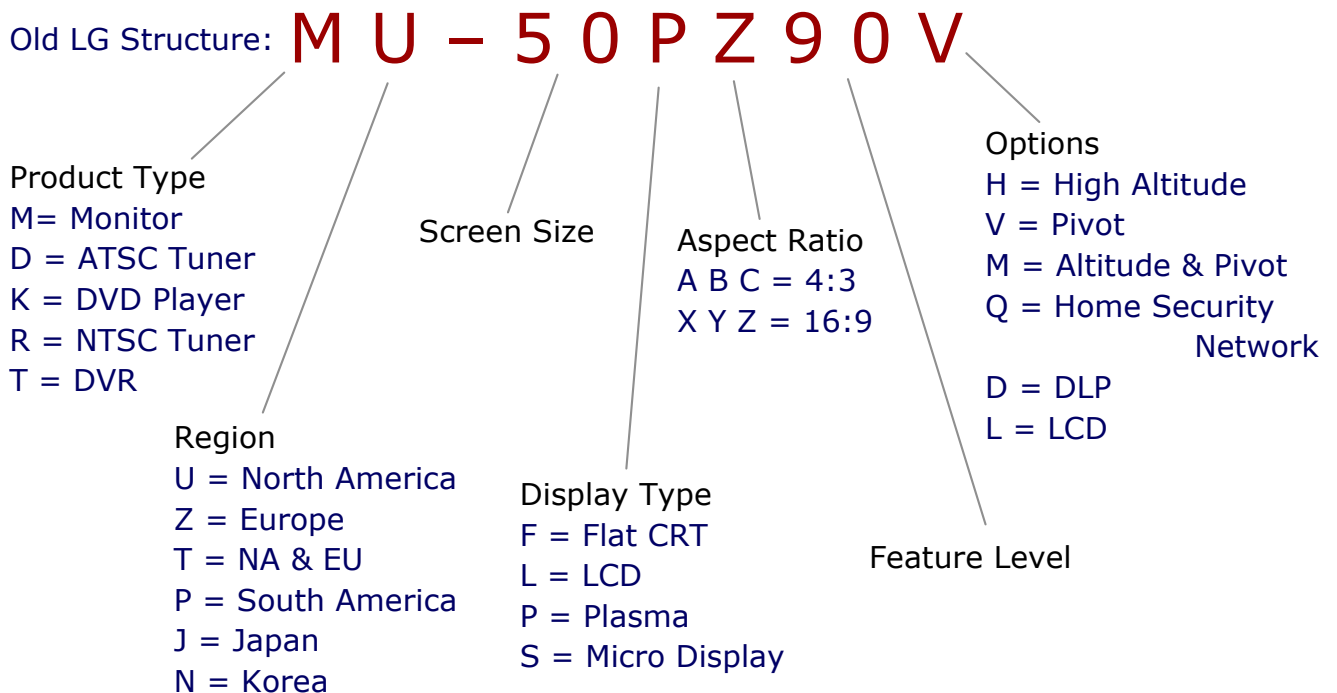 Old LG Structure: M U – 5 0 P Z 9 0 V
Product Type
M= Monitor
D = ATSC Tuner
K = DVD Player
R = NTSC Tuner
T = DVR
Region
U = North America
Z = Europe
T = NA & EU
P = South America
J = Japan
N = Korea
Screen Size
Display Type
F = Flat CRT
L = LCD
P = Plasma
S = Micro Display
Aspect Ratio
A B C = 4:3
X Y Z = 16:9
Feature Level
Options
H = High Altitude
V = Pivot
M = Altitude & Pivot
Q = Home Security
Network
D = DLP
L = LCD